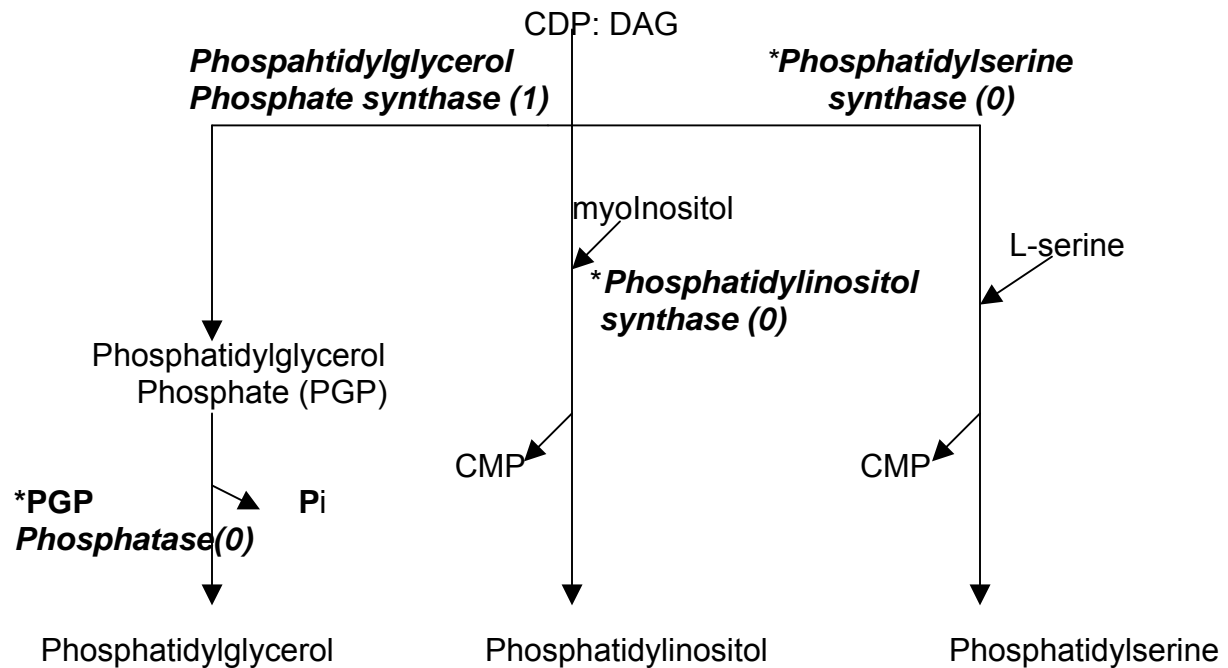 CDP: DAG
Phospahtidylglycerol
Phosphate synthase (1)
*Phosphatidylserine
synthase (0)
myoInositol
L-serine
*Phosphatidylinositol
synthase (0)
Phosphatidylglycerol
Phosphate (PGP)
CMP
CMP
*PGP
Phosphatase(0)
Pi
Phosphatidylglycerol
Phosphatidylinositol
Phosphatidylserine